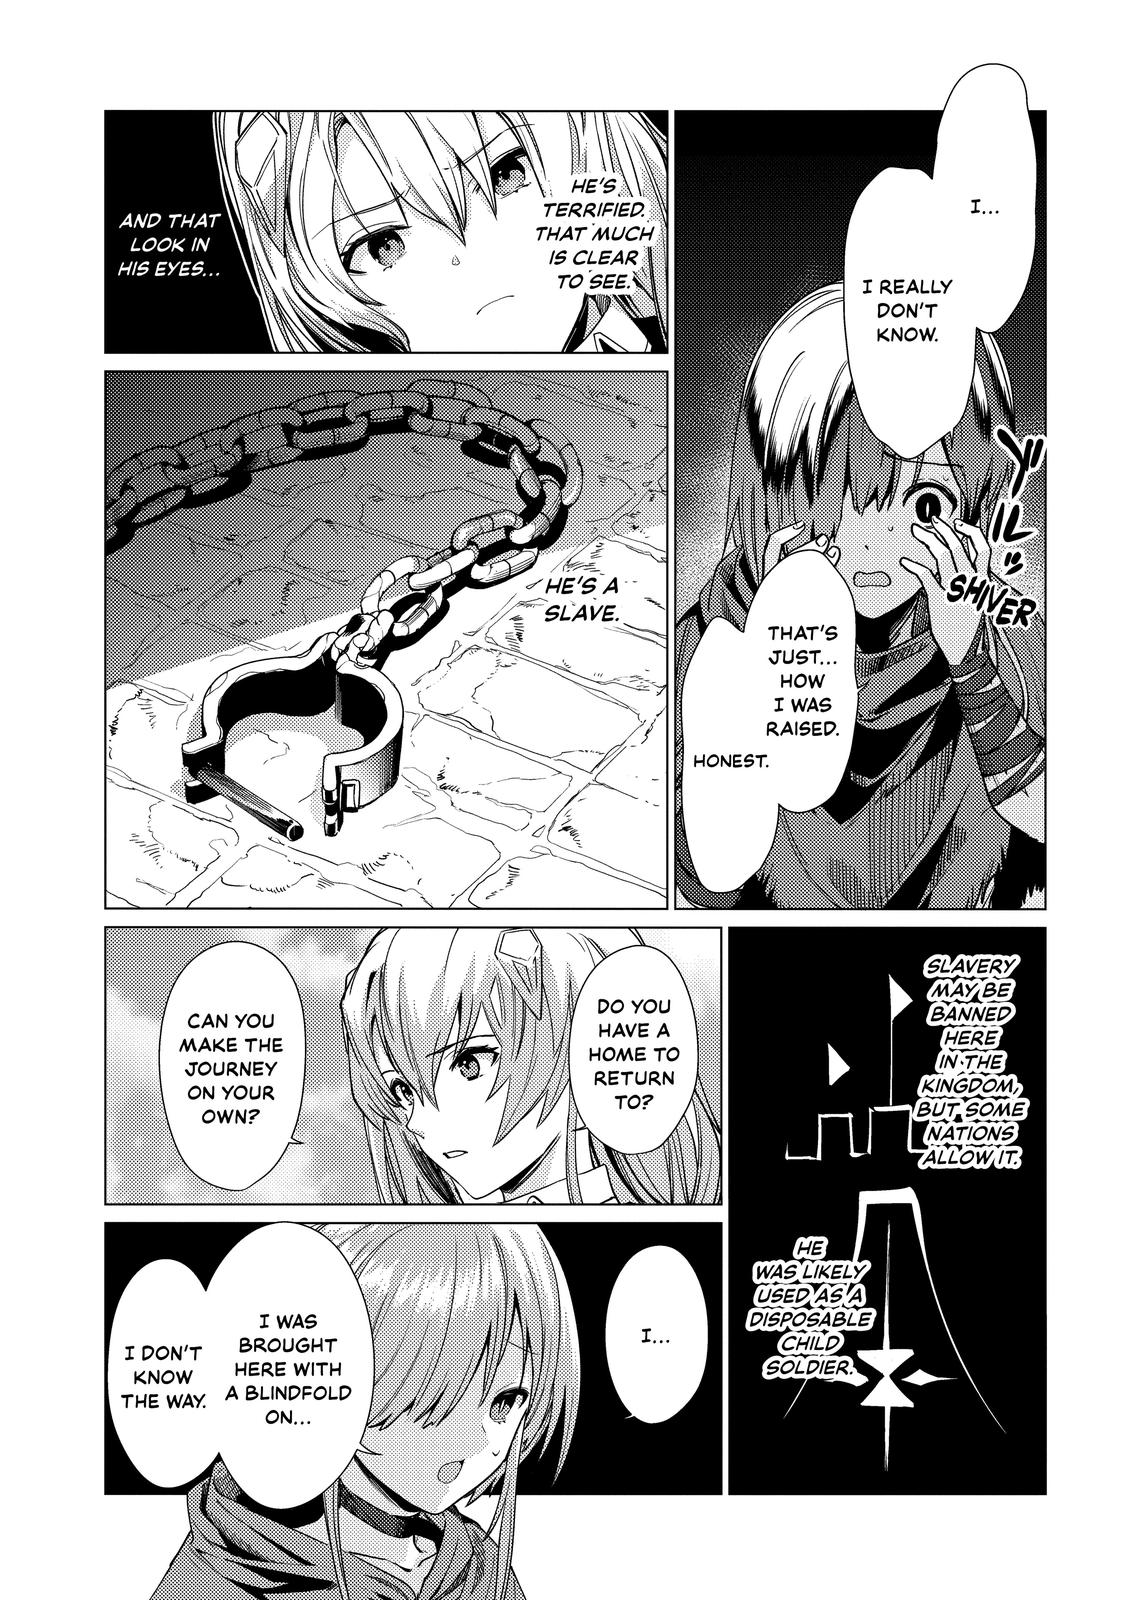 I...
I REALLY
DON'T
KNOW.
ブルッ
SHIVER
THAT'S
JUST...
HOW
I WAS
RAISED.
HONEST.
HE'S
TERRIFIED.
THAT MUCH
IS CLEAR
TO SEE.
AND THAT
LOOK IN
HIS EYES...
HE'S A
SLAVE.
SLAVERY
MAY BE
BANNED
HERE
IN THE
KINGDOM,
BUT SOME
NATIONS
ALLOW IT.
HE
WAS LIKELY
USED AS A
DISPOSABLE
CHILD
SOLDIER.
DO YOU
HAVE A
HOME TO
RETURN
TO?
CAN YOU
MAKE THE
JOURNEY
ON YOUR
OWN?
I...
I WAS
BROUGHT
HERE WITH
A BLINDFOLD
ON...
I DON'T
KNOW
THE WAY.